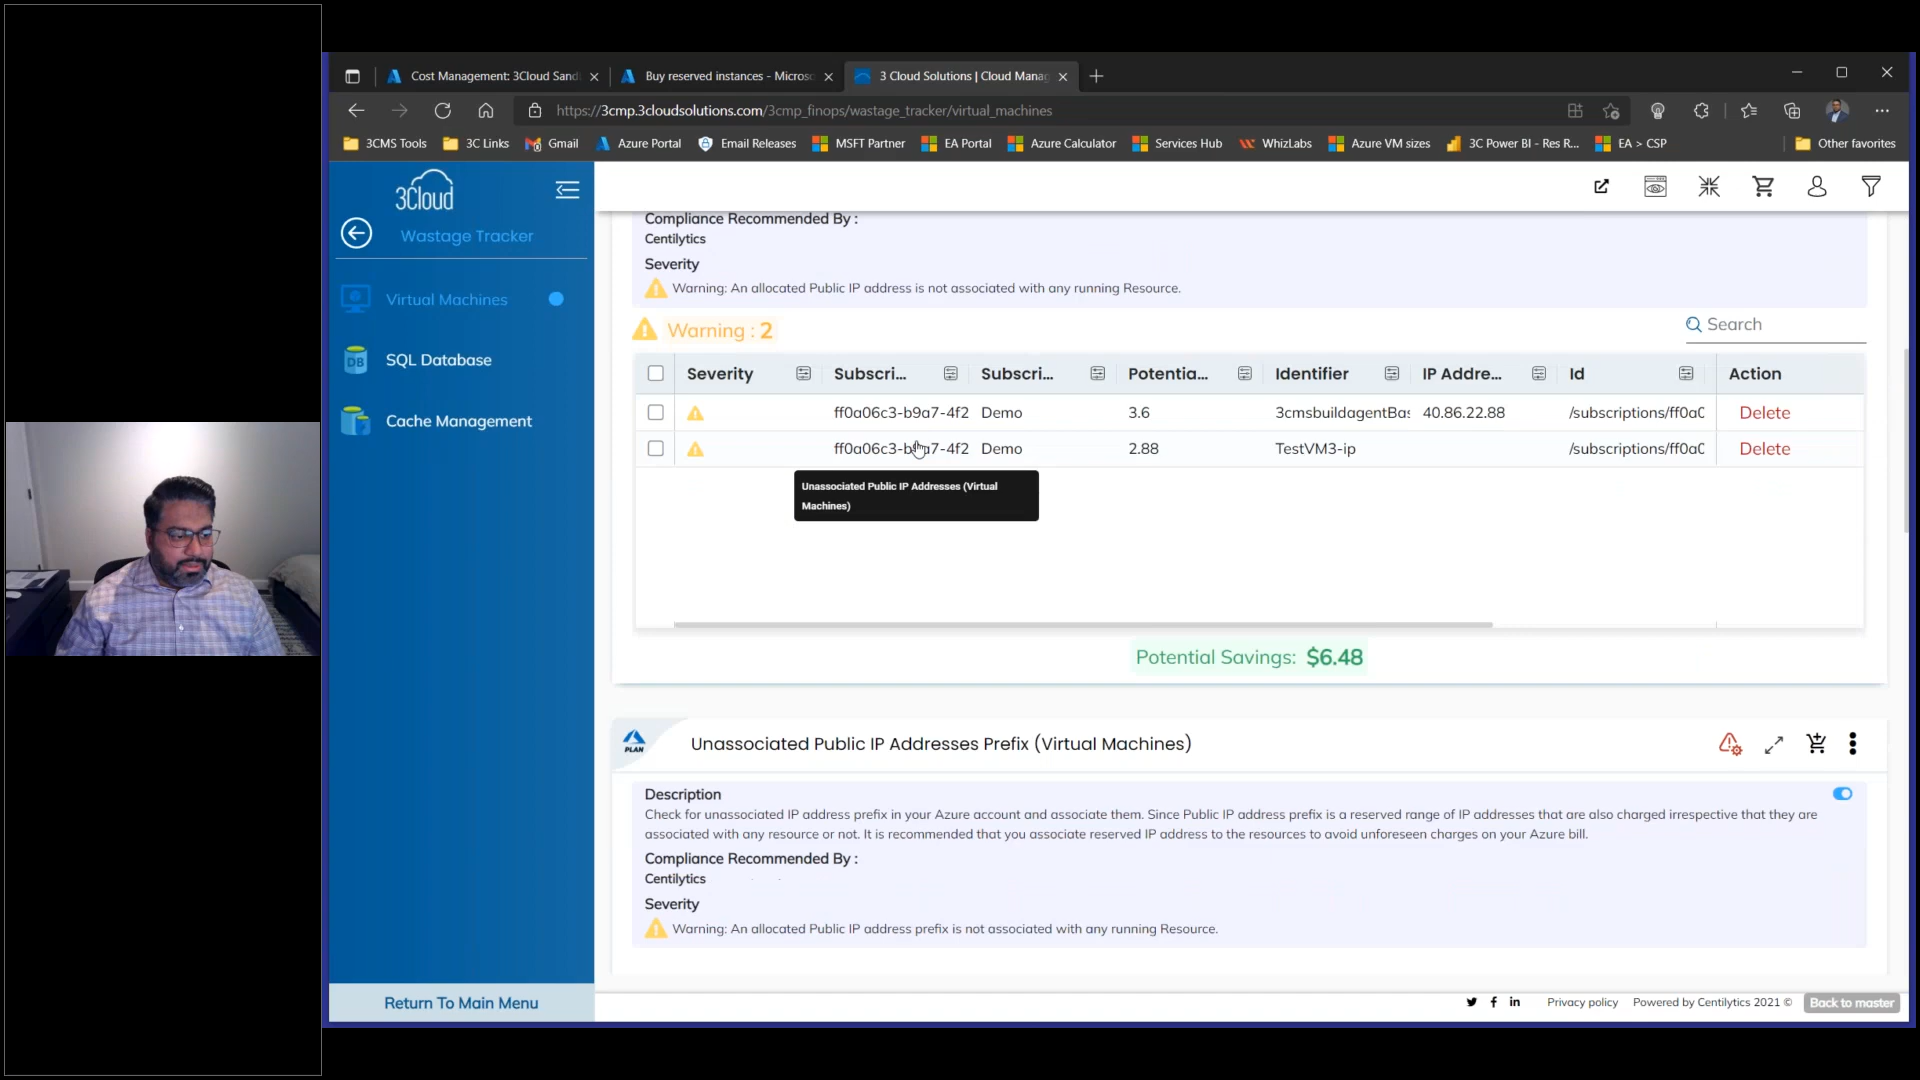 Cost Management: 3Cloud Sand
Buy reserved instances - Microso
3 Cloud Solutions | Cloud Manag
https://3cmp.3cloudsolutions.com/3cmp_finops/wastage_tracker/virtual_machines
3CMS Tools
3C Links
Gmail
Azure Portal
Email Releases
MSFT Partner
EA Portal
Azure Calculator
Services Hub
WhizLabs
Azure VM sizes
3C Power BI - Res R...
EA > CSP
Other favorites
3Cloud
Wastage Tracker
Virtual Machines
SQL Database
Cache Management
Return To Main Menu
Compliance Recommended By :
Centilytics
Severity
Warning: An allocated Public IP address is not associated with any running Resource.
Warning : 2
Search
Severity Subscri... Subscri... Potentia... Identifier IP Addre... Id Action
ff0a06c3-b9a7-4f2 Demo 3.6 3cmsbuildagentBas 40.86.22.88 /subscriptions/ff0a0 Delete
ff0a06c3-b9a7-4f2 Demo 2.88 TestVM3-ip /subscriptions/ff0a0 Delete
Unassociated Public IP Addresses (Virtual
Machines)
Potential Savings: $6.48
PLAN
Unassociated Public IP Addresses Prefix (Virtual Machines)
Description
Check for unassociated IP address prefix in your Azure account and associate them. Since Public IP address prefix is a reserved range of IP addresses that are also charged irrespective that they are
associated with any resource or not. It is recommended that you associate reserved IP address to the resources to avoid unforeseen charges on your Azure bill.
Compliance Recommended By :
Centilytics
Severity
Warning: An allocated Public IP address prefix is not associated with any running Resource.
Privacy policy
Powered by Centilytics 2021 ©
Back to master